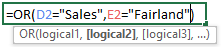 =OR(D2="Sales",E2="Fairland")
OR(logical1, [logical2], [logical3], ...)